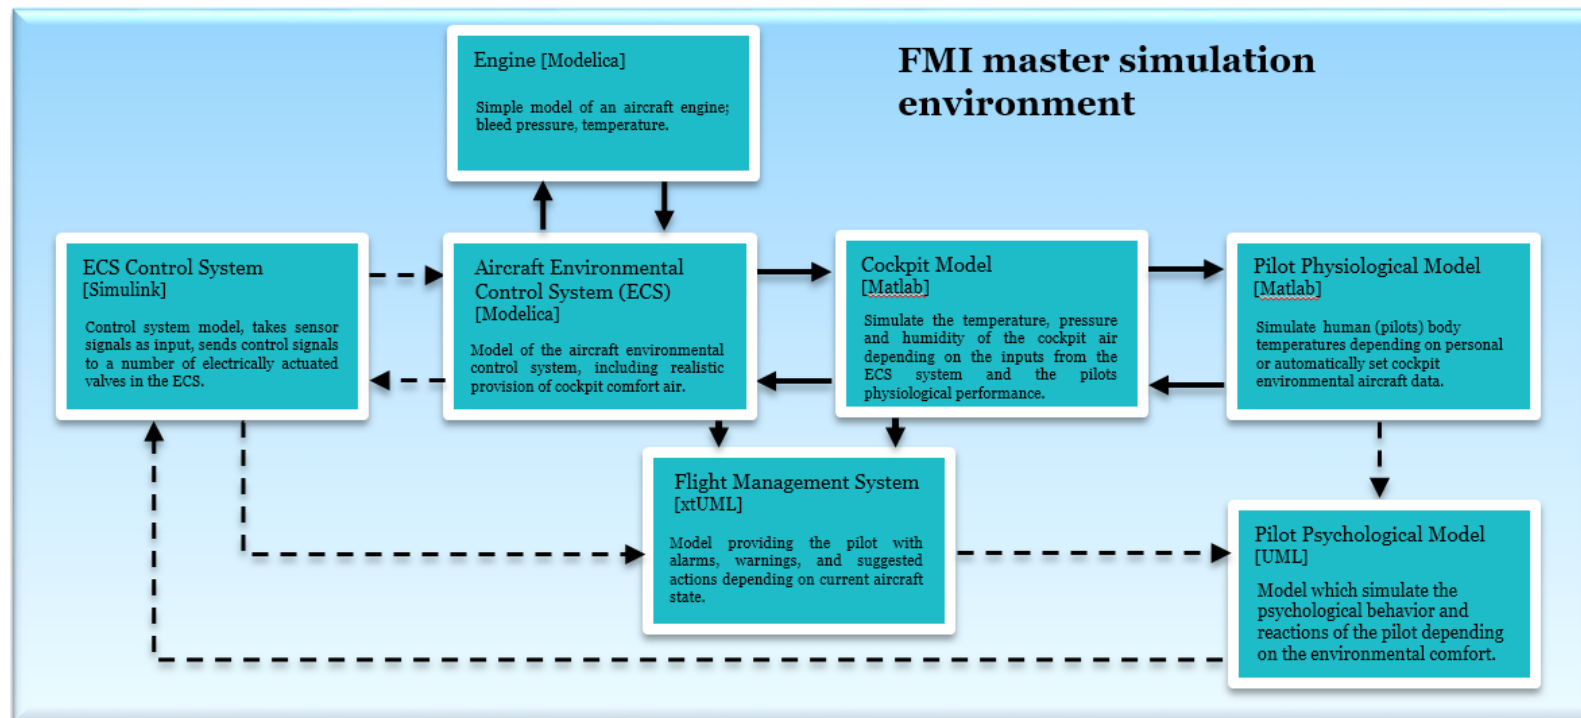 FMI master simulation
environment
Engine [Modelica]
Simple model of an aircraft engine;
bleed pressure, temperature.
ECS Control System
[Simulink]
Control system model, takes sensor
signals as input, sends control signals
to a number of electrically actuated
valves in the ECS.
Aircraft Environmental
Control System (ECS)
[Modelica]
Model of the aircraft environmental
control system, including realistic
provision of cockpit comfort air.
Cockpit Model
[Matlab]
Simulate the temperature, pressure
and humidity of the cockpit air
depending on the inputs from the
ECS system and the pilots
physiological performance.
Pilot Physiological Model
[Matlab]
Simulate human (pilots) body
temperatures depending on personal
or automatically set cockpit
environmental aircraft data.
Flight Management System
[xtUML]
Model providing the pilot with
alarms, warnings, and suggested
actions depending on current aircraft
state.
Pilot Psychological Model
[UML]
Model which simulate the
psychological behavior and
reactions of the pilot depending
on the environmental comfort.